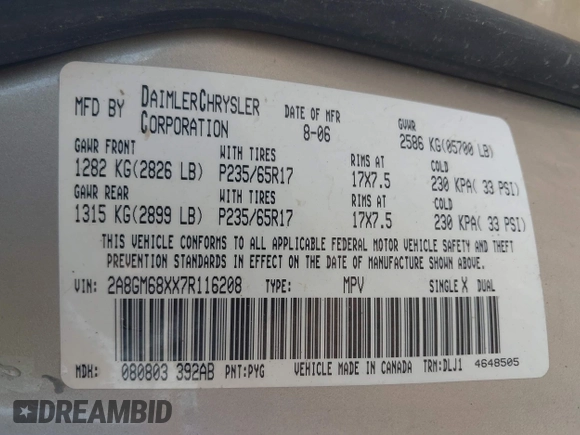 MFD BY DAIMLERCHRYSLER CORPORATION DATE OF MFR 8-06 GVWR 2586 KG(05700 LB)
GAWR FRONT WITH TIRES RIMS AT COLD
1282 KG(2826 LB) P235/65R17 17X7.5 230 KPA( 33 PSI)
GAWR REAR WITH TIRES RIMS AT COLD
1315 KG(2899 LB) P235/65R17 17X7.5 230 KPA( 33 PSI)
THIS VEHICLE CONFORMS TO ALL APPLICABLE FEDERAL MOTOR VEHICLE SAFETY AND THEFT
PREVENTION STANDARDS IN EFFECT ON THE DATE OF MANUFACTURE SHOWN ABOVE.
VIN: 2A8GM68XX7R116208 TYPE: MPV SINGLE X DUAL
MDH: 080803 392AB PNT:PYG VEHICLE MADE IN CANADA TRM:DLJ1 4648505
DREAMBID